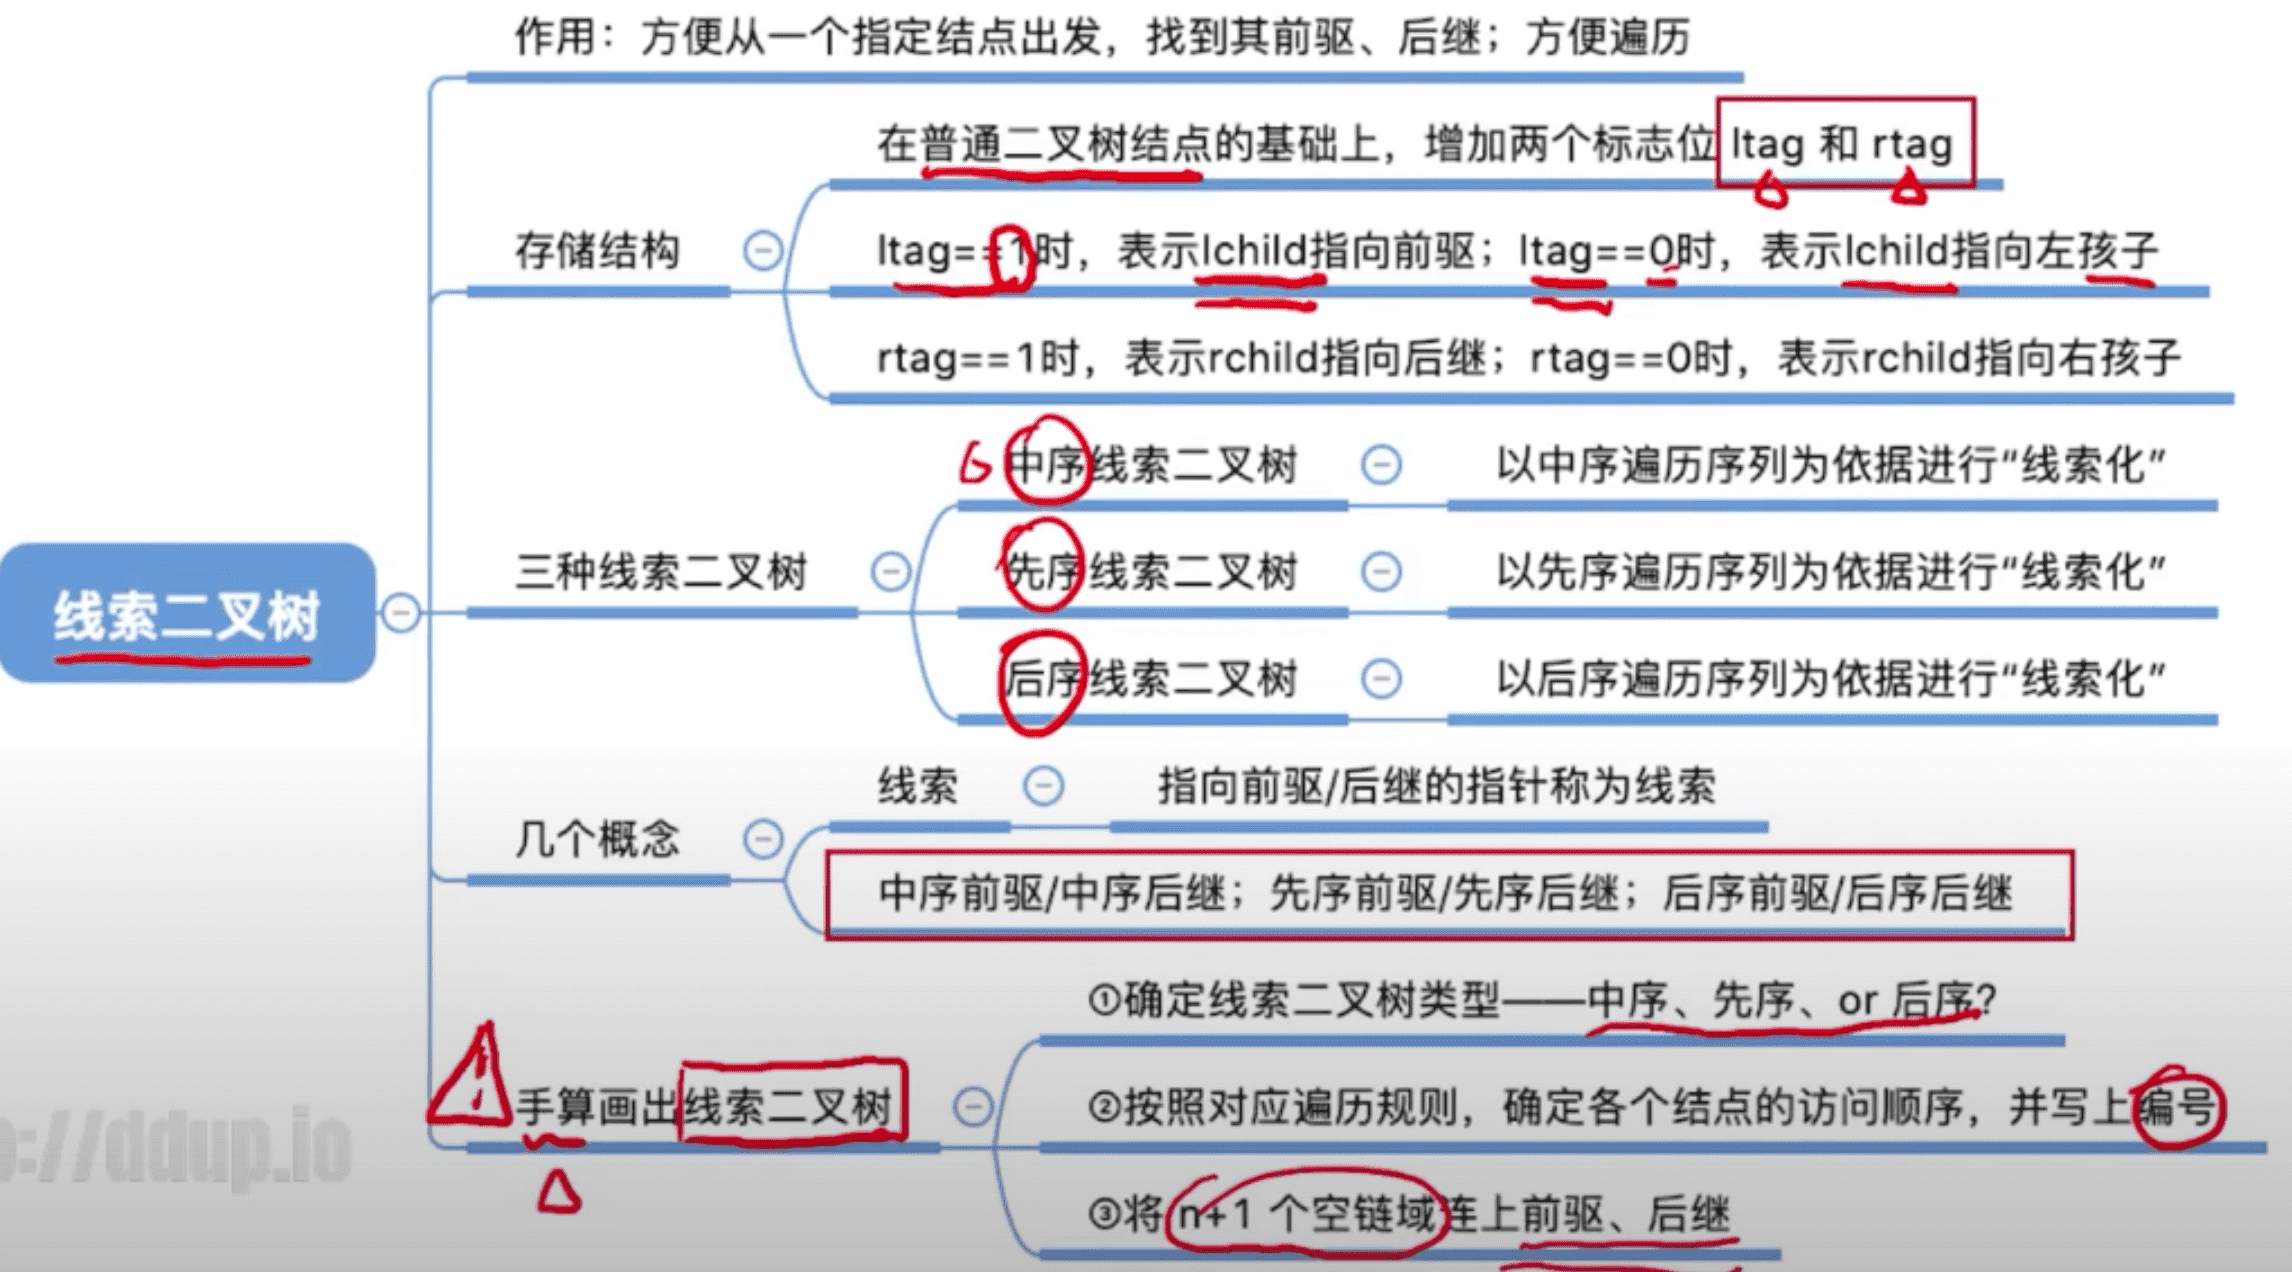 作用：方便从一个指定结点出发，找到其前驱、后继；方便遍历
在普通二叉树结点的基础上，增加两个标志位 ltag 和 rtag
存储结构
ltag==1时，表示lchild指向前驱；ltag==0时，表示lchild指向左孩子
rtag==1时，表示rchild指向后继；rtag==0时，表示rchild指向右孩子
中序线索二叉树
以中序遍历序列为依据进行“线索化”
线索二叉树
三种线索二叉树
先序线索二叉树
以先序遍历序列为依据进行“线索化”
后序线索二叉树
以后序遍历序列为依据进行“线索化”
线索
指向前驱/后继的指针称为线索
几个概念
中序前驱/中序后继；先序前驱/先序后继；后序前驱/后序后继
①确定线索二叉树类型——中序、先序、or 后序？
手算画出线索二叉树
②按照对应遍历规则，确定各个结点的访问顺序，并写上编号
③将 n+1 个空链域连上前驱、后继
://ddup.io